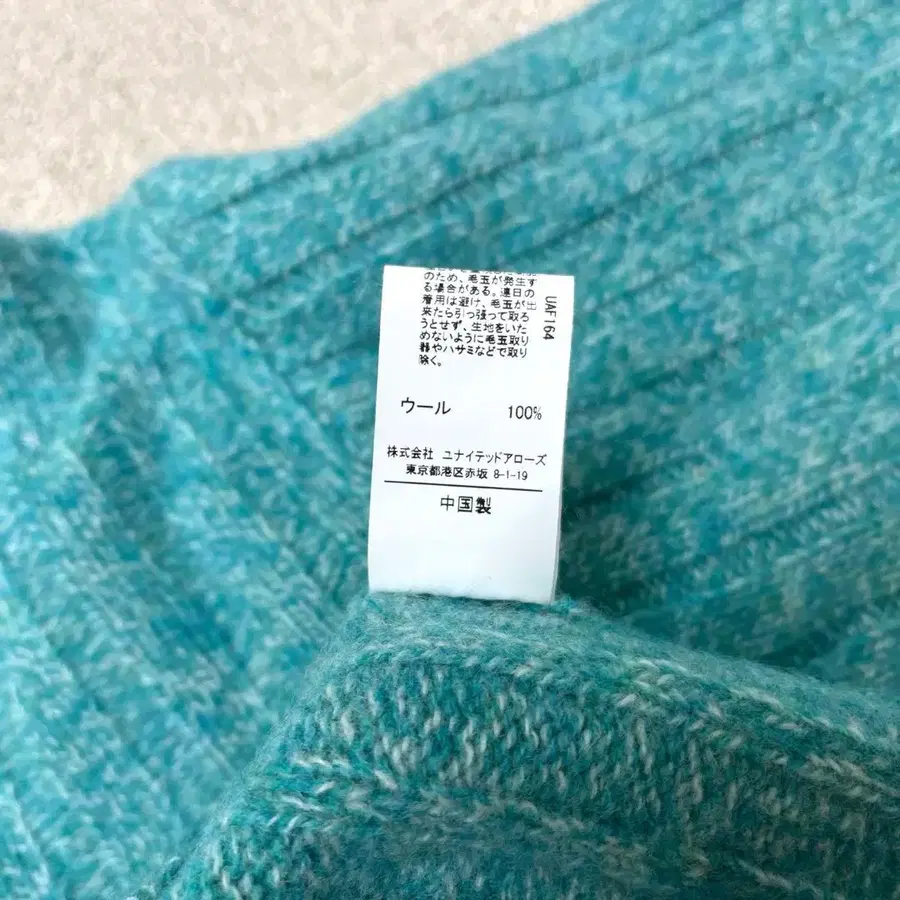 のため、毛玉が発生す
る場合がある。連日の
着用は避け、毛玉が出
来たら引っ張って取ろ
うとせず、生地をいた
めないように毛玉取り
器やハサミなどで取り
除く。
UAF164
ウール 100%
株式会社 ユナイテッドアローズ
東京都港区赤坂 8-1-19
中国製